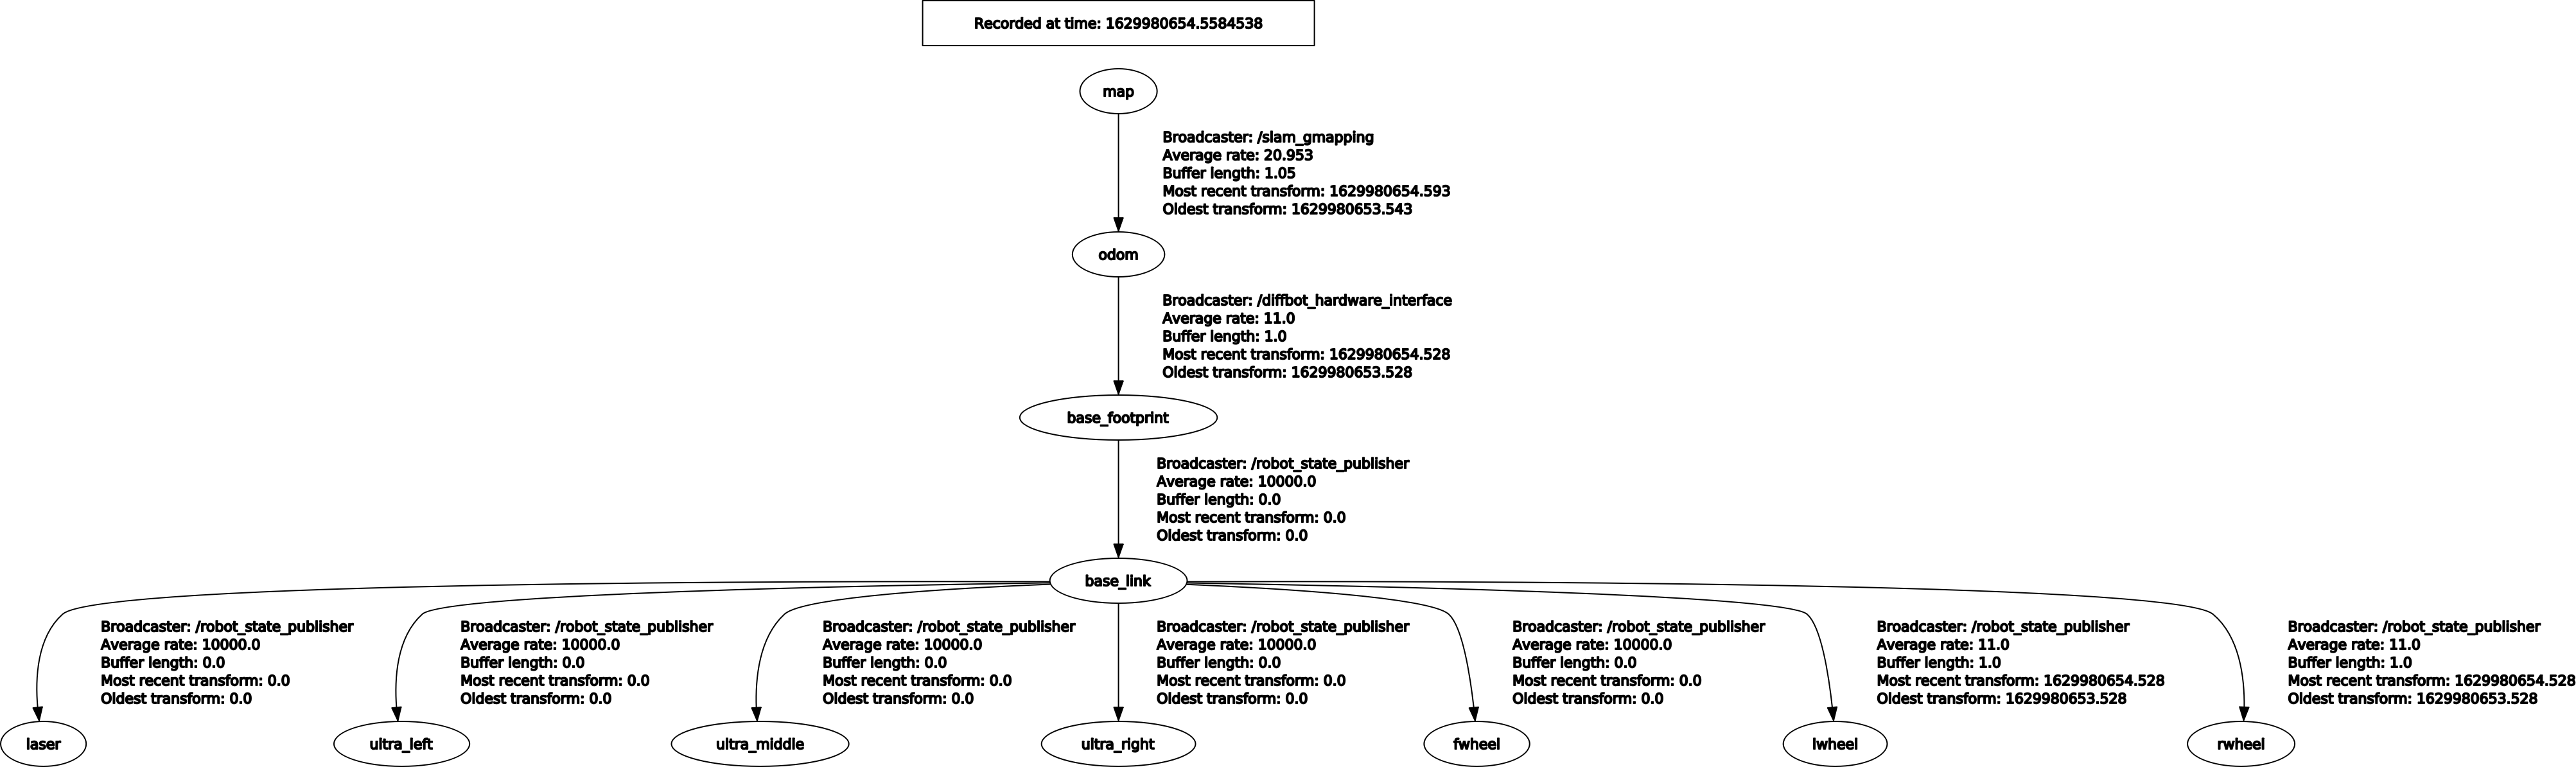 Recorded at time: 1629980654.5584538
map
Broadcaster: /slam_gmapping
Average rate: 20.953
Buffer length: 1.05
Most recent transform: 1629980654.593
Oldest transform: 1629980653.543
odom
Broadcaster: /diffbot_hardware_interface
Average rate: 11.0
Buffer length: 1.0
Most recent transform: 1629980654.528
Oldest transform: 1629980653.528
base_footprint
Broadcaster: /robot_state_publisher
Average rate: 10000.0
Buffer length: 0.0
Most recent transform: 0.0
Oldest transform: 0.0
base_link
Broadcaster: /robot_state_publisher
Average rate: 10000.0
Buffer length: 0.0
Most recent transform: 0.0
Oldest transform: 0.0
Broadcaster: /robot_state_publisher
Average rate: 10000.0
Buffer length: 0.0
Most recent transform: 0.0
Oldest transform: 0.0
Broadcaster: /robot_state_publisher
Average rate: 10000.0
Buffer length: 0.0
Most recent transform: 0.0
Oldest transform: 0.0
Broadcaster: /robot_state_publisher
Average rate: 10000.0
Buffer length: 0.0
Most recent transform: 0.0
Oldest transform: 0.0
Broadcaster: /robot_state_publisher
Average rate: 10000.0
Buffer length: 0.0
Most recent transform: 0.0
Oldest transform: 0.0
Broadcaster: /robot_state_publisher
Average rate: 11.0
Buffer length: 1.0
Most recent transform: 1629980654.528
Oldest transform: 1629980653.528
Broadcaster: /robot_state_publisher
Average rate: 11.0
Buffer length: 1.0
Most recent transform: 1629980654.528
Oldest transform: 1629980653.528
laser
ultra_left
ultra_middle
ultra_right
fwheel
lwheel
rwheel